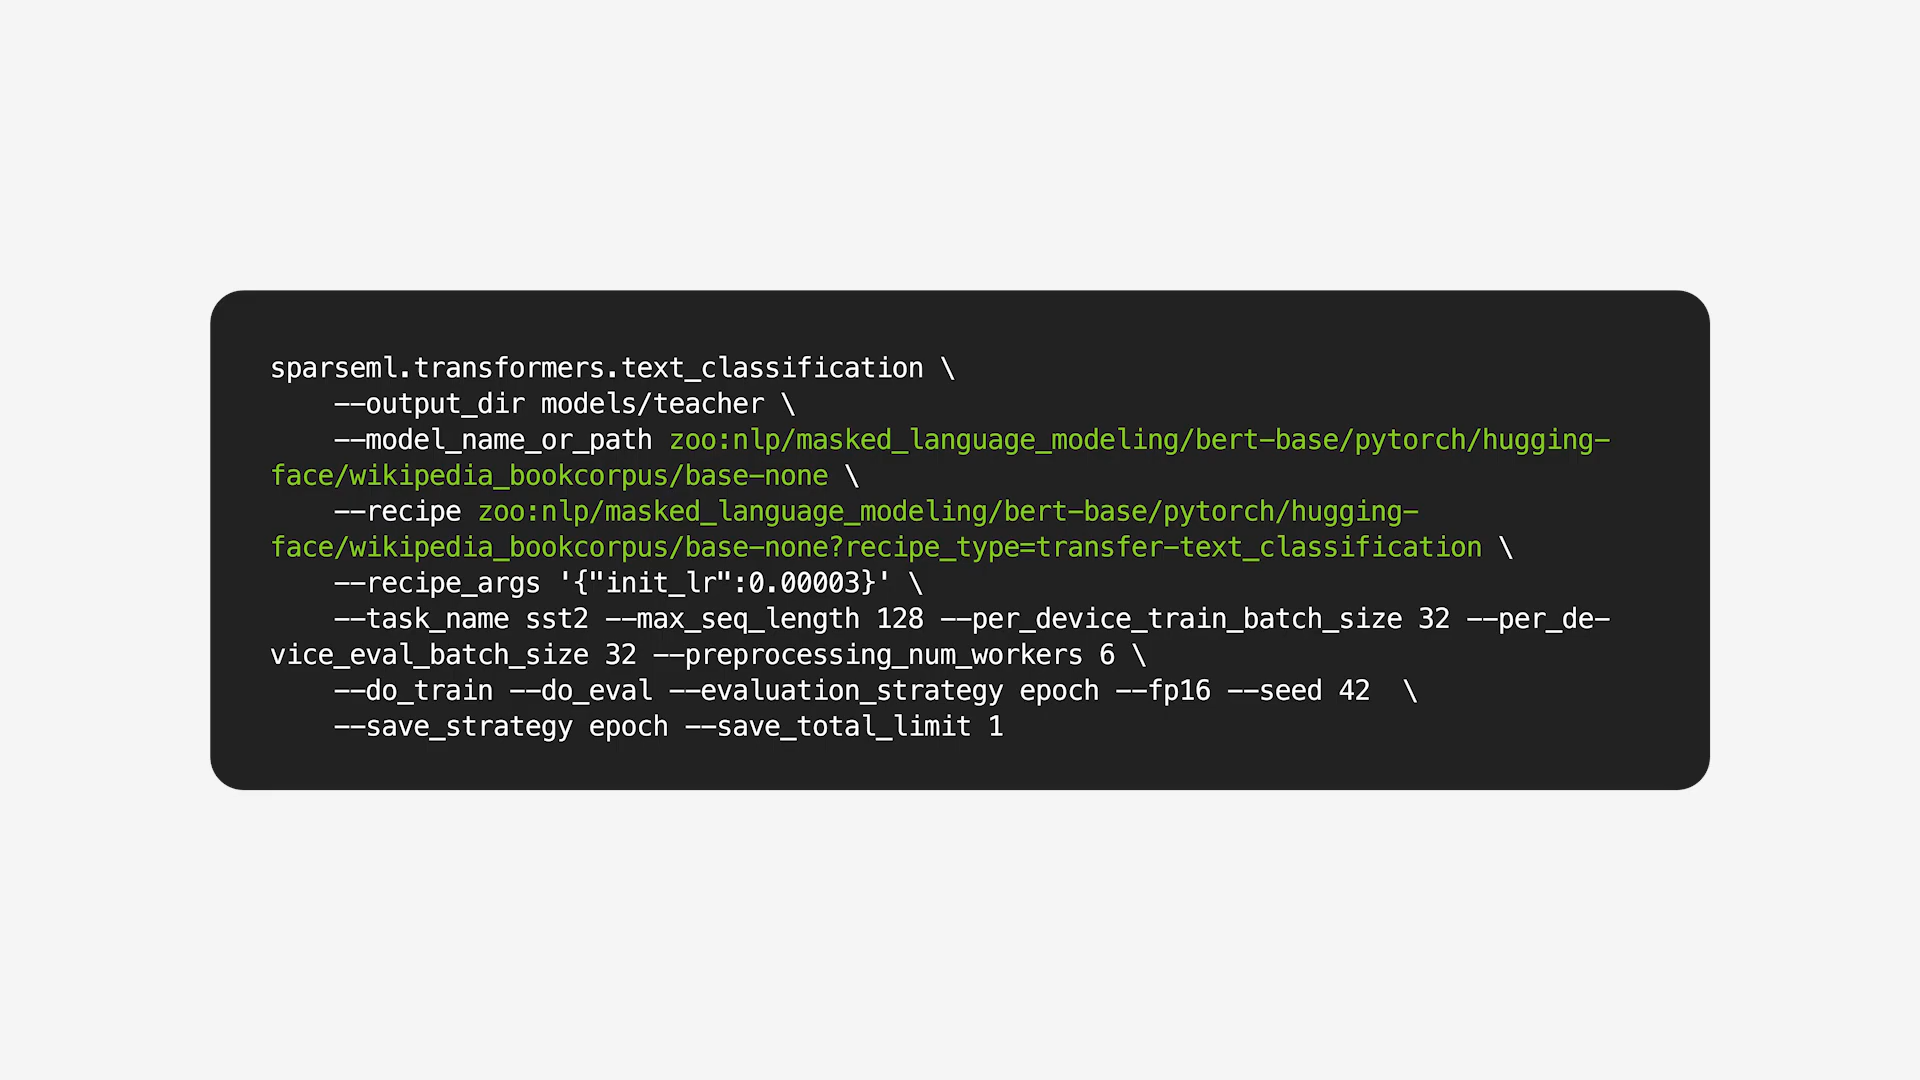 sparseml.transformers.text_classification \
    --output_dir models/teacher \
    --model_name_or_path zoo:nlp/masked_language_modeling/bert-base/pytorch/hugging-
face/wikipedia_bookcorpus/base-none \
    --recipe zoo:nlp/masked_language_modeling/bert-base/pytorch/hugging-
face/wikipedia_bookcorpus/base-none?recipe_type=transfer-text_classification \
    --recipe_args '{"init_lr":0.00003}' \
    --task_name sst2 --max_seq_length 128 --per_device_train_batch_size 32 --per_de-
vice_eval_batch_size 32 --preprocessing_num_workers 6 \
    --do_train --do_eval --evaluation_strategy epoch --fp16 --seed 42  \
    --save_strategy epoch --save_total_limit 1